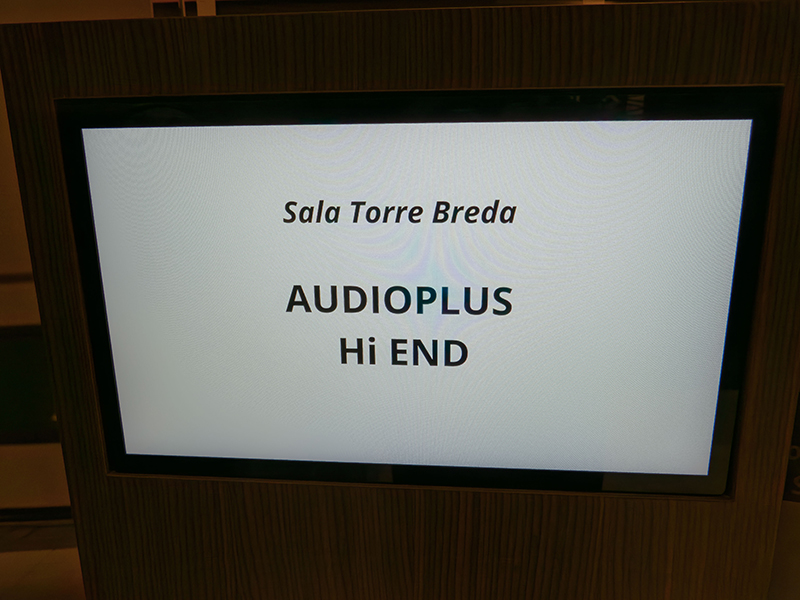 Sala Torre Breda
AUDIOPLUS
Hi END